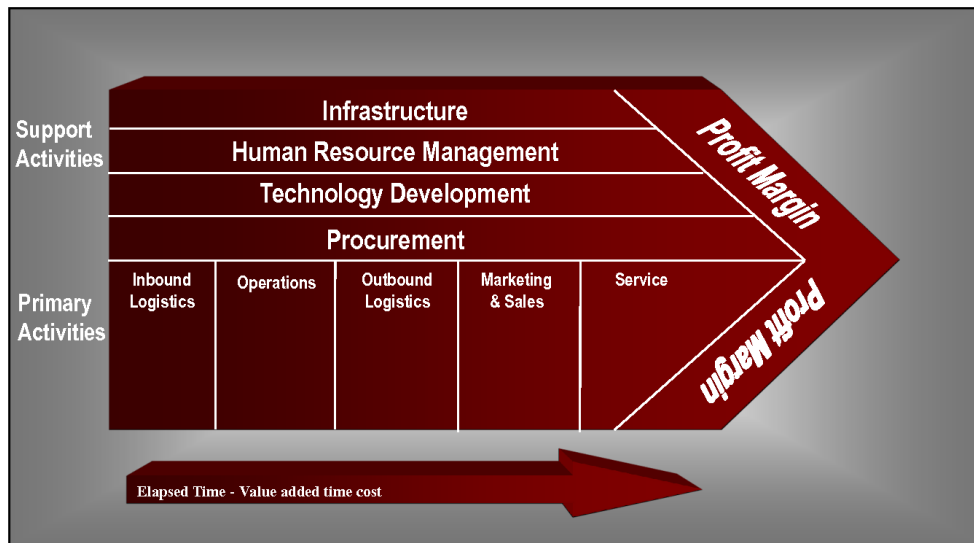 Support
Activities
Infrastructure
Human Resource Management
Technology Development
Procurement
Profit Margin
Primary
Activities
Inbound
Logistics
Operations
Outbound
Logistics
Marketing
& Sales
Service
Profit Margin
Elapsed Time - Value added time cost